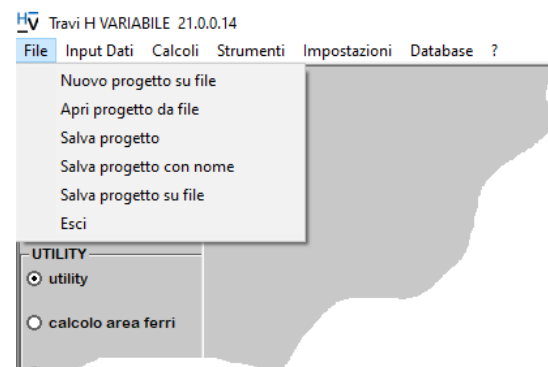 HV Travi H VARIABILE 21.0.0.14
File Input Dati Calcoli Strumenti Impostazioni Database ?
Nuovo progetto su file
Apri progetto da file
Salva progetto
Salva progetto con nome
Salva progetto su file
Esci
UTILITY
utility
calcolo area ferri